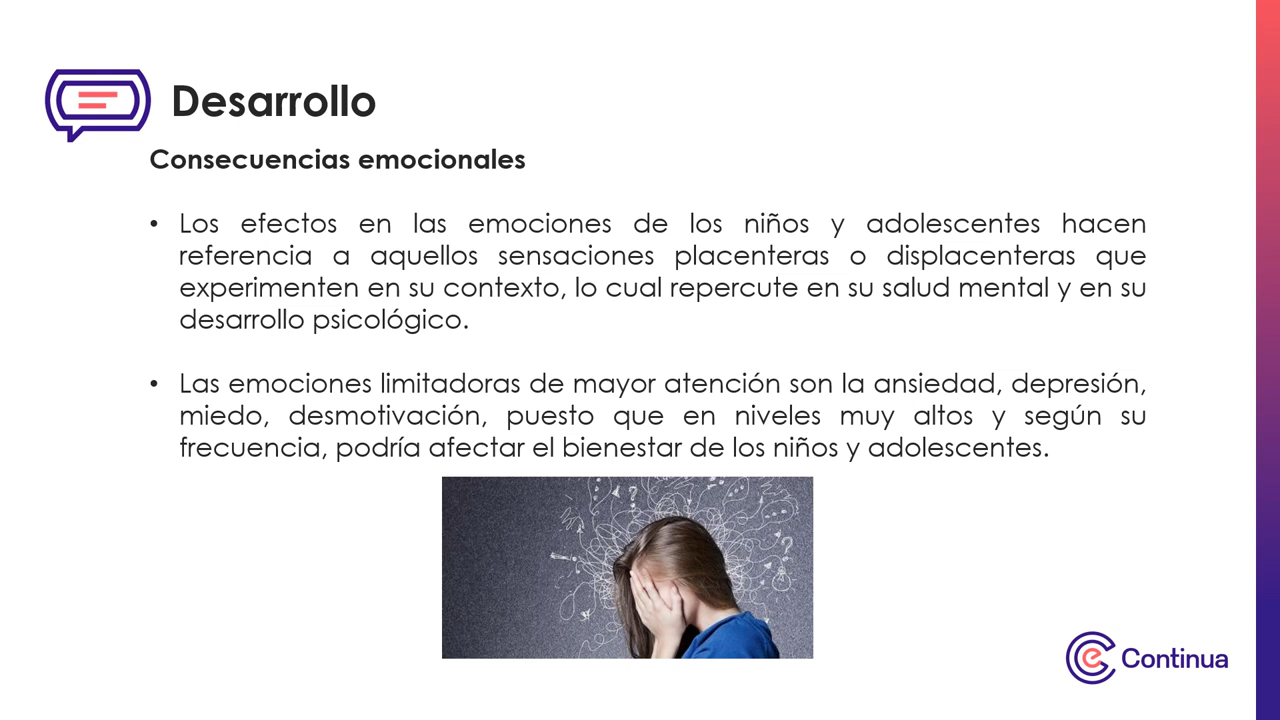 Desarrollo
Consecuencias emocionales
• Los efectos en las emociones de los niños y adolescentes hacen
referencia a aquellos sensaciones placenteras o displacenteras que
experimenten en su contexto, lo cual repercute en su salud mental y en su
desarrollo psicológico.
• Las emociones limitadoras de mayor atención son la ansiedad, depresión,
miedo, desmotivación, puesto que en niveles muy altos y según su
frecuencia, podría afectar el bienestar de los niños y adolescentes.
Continua